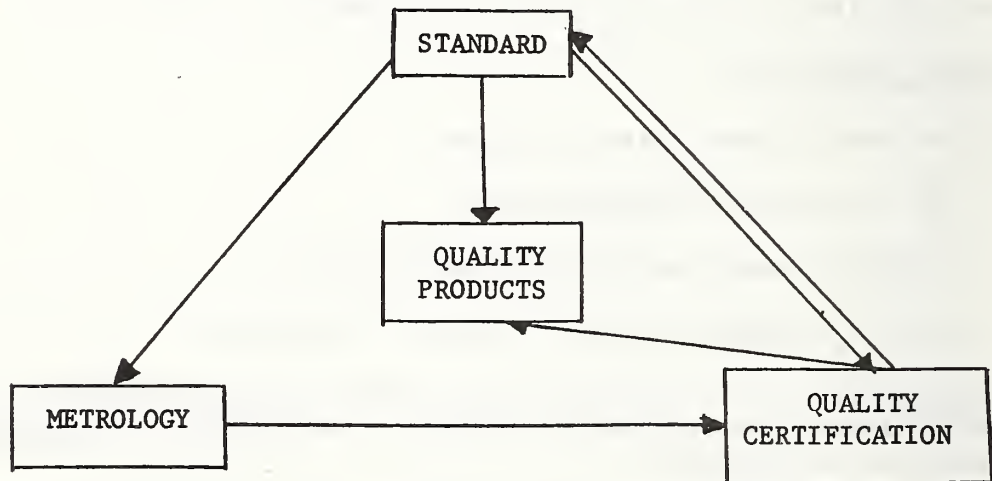 STANDARD
QUALITY
PRODUCTS
METROLOGY
QUALITY
CERTIFICATION